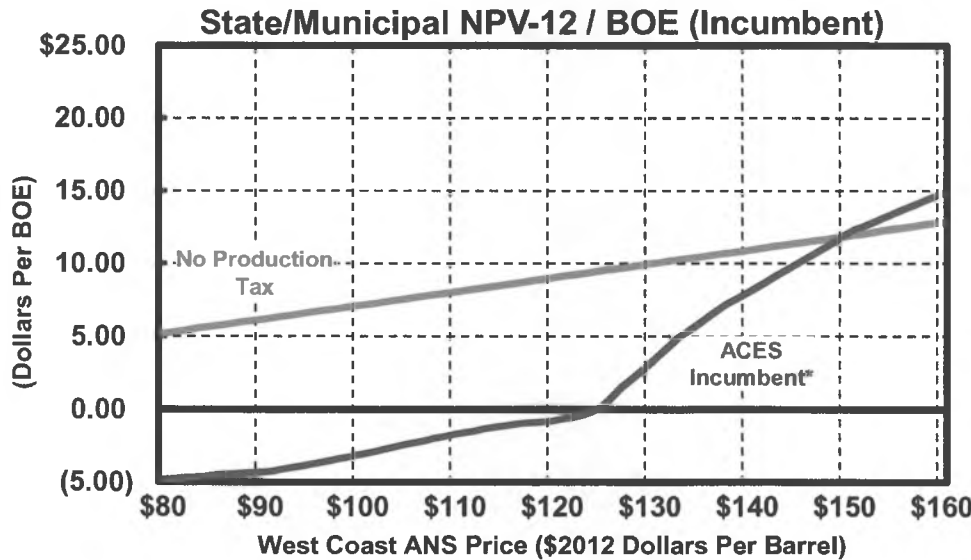 State/Municipal NPV-12 / BOE (Incumbent)
$25.00
20.00
15.00
10.00
5.00
0.00
(5.00)
(Dollars Per BOE)
No Production
Tax
ACES
Incumbent*
$80 $90 $100 $110 $120 $130 $140 $150 $160
West Coast ANS Price ($2012 Dollars Per Barrel)